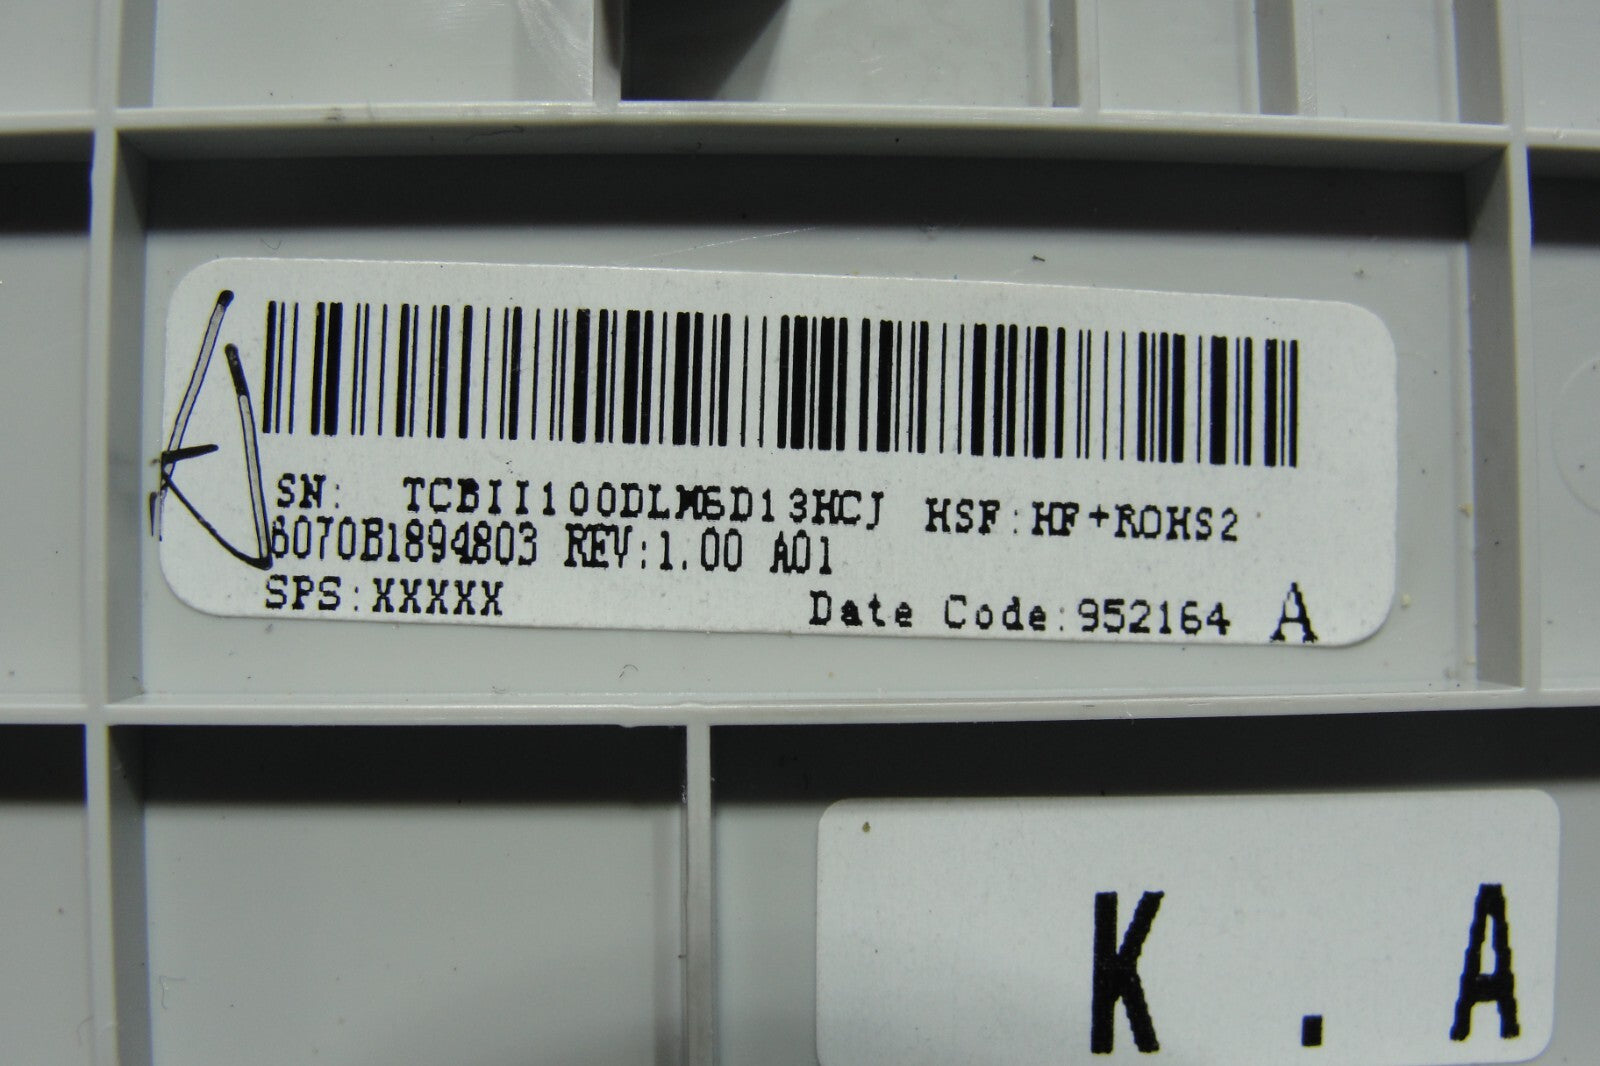 SN: TCBII100DLM6D13HCJ HSF:HF+ROHS2
6070B1894803 REV:1.00 A01
SPS:XXXXX Date Code:952164 A
K . A